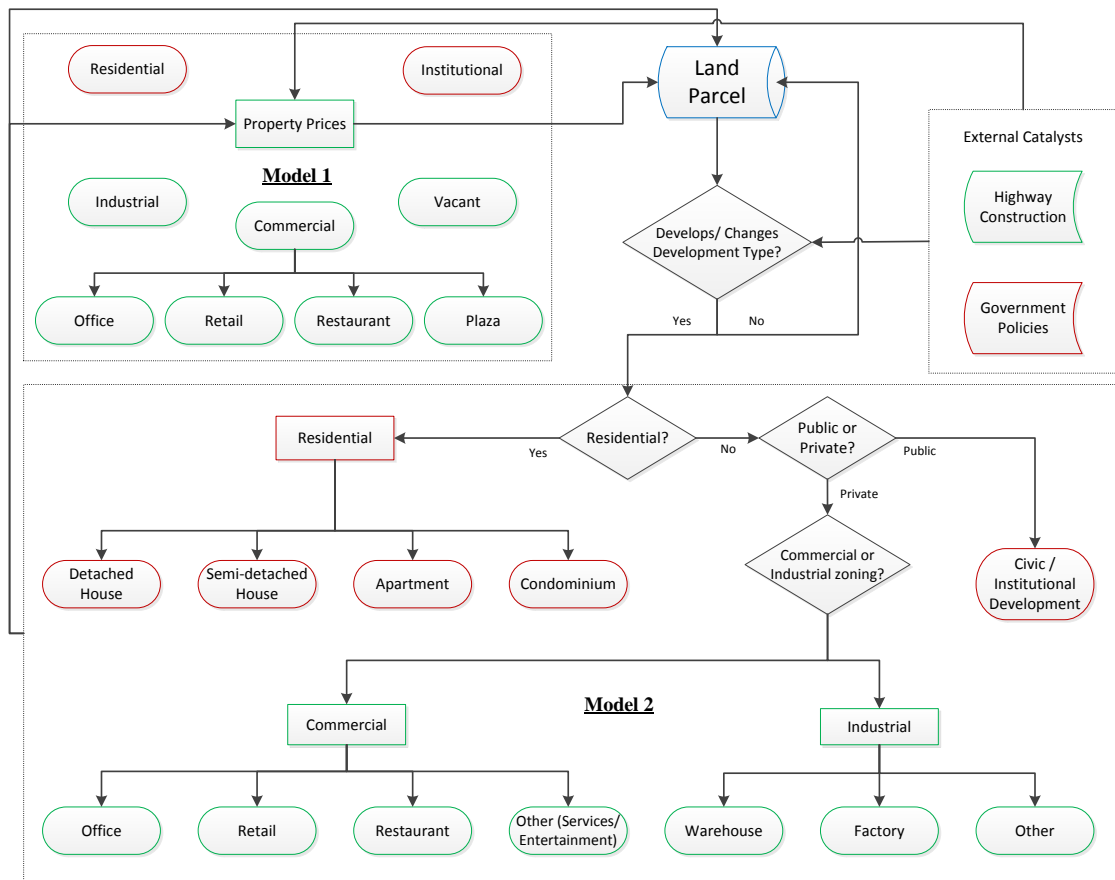 Residential
Institutional
Land
Parcel
Property Prices
External Catalysts
Model 1
Industrial
Vacant
Highway
Construction
Commercial
Develops/ Changes
Development Type?
Office
Retail
Restaurant
Plaza
Government
Policies
Yes
No
Residential
Residential?
Public or
Private?
Yes
No
Public
Private
Detached
House
Semi-detached
House
Apartment
Condominium
Commercial or
Industrial zoning?
Civic /
Institutional
Development
Model 2
Commercial
Industrial
Office
Retail
Restaurant
Other (Services/
Entertainment)
Warehouse
Factory
Other